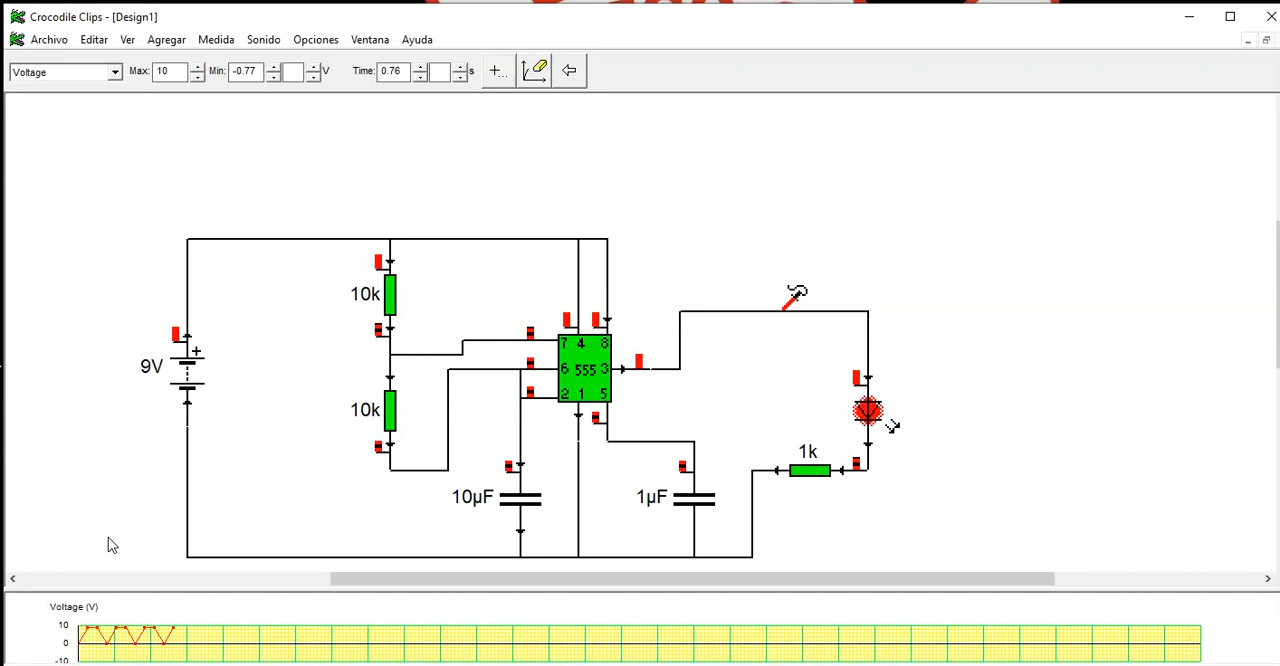 Crocodile Clips - [Design1]
Archivo Editar Ver Agregar Medida Sonido Opciones Ventana Ayuda
Voltage Max: 10 Min: -0.77 V Time: 0.76 s
10k
7 4 8
9V
6 555 3
2 1 5
10k
1k
10µF
1µF
Voltage (V)
10
0
-10